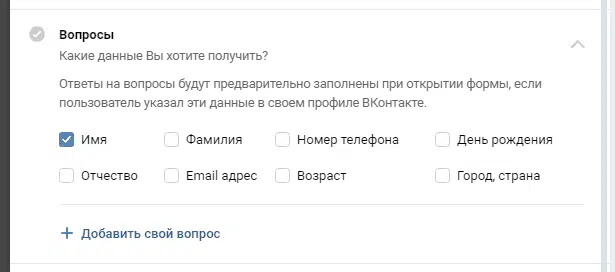 Вопросы
Какие данные Вы хотите получить?
Ответы на вопросы будут предварительно заполнены при открытии формы, если
пользователь указал эти данные в своем профиле ВКонтакте.
Имя Фамилия Номер телефона День рождения
Отчество Email адрес Возраст Город, страна
+ Добавить свой вопрос